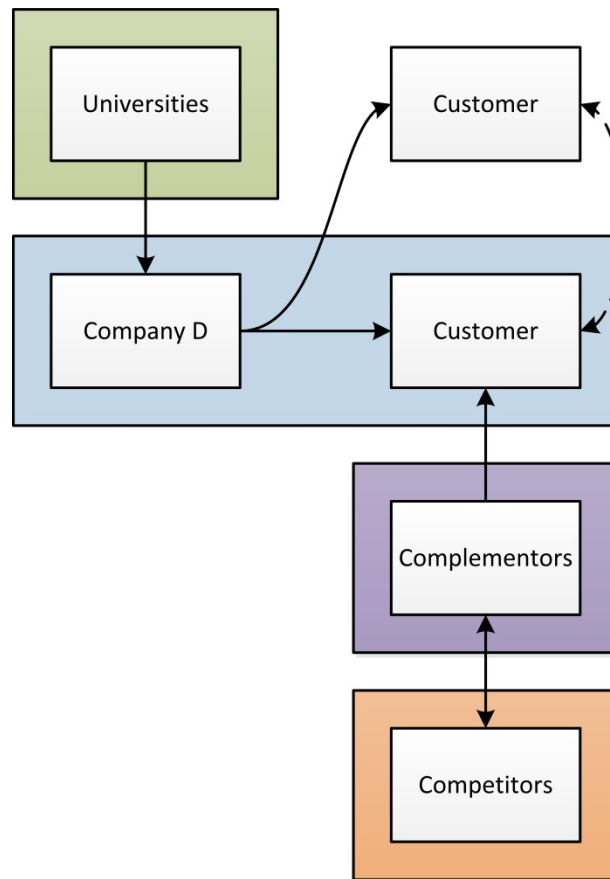 Universities
Customer
Company D
Customer
Complementors
Competitors